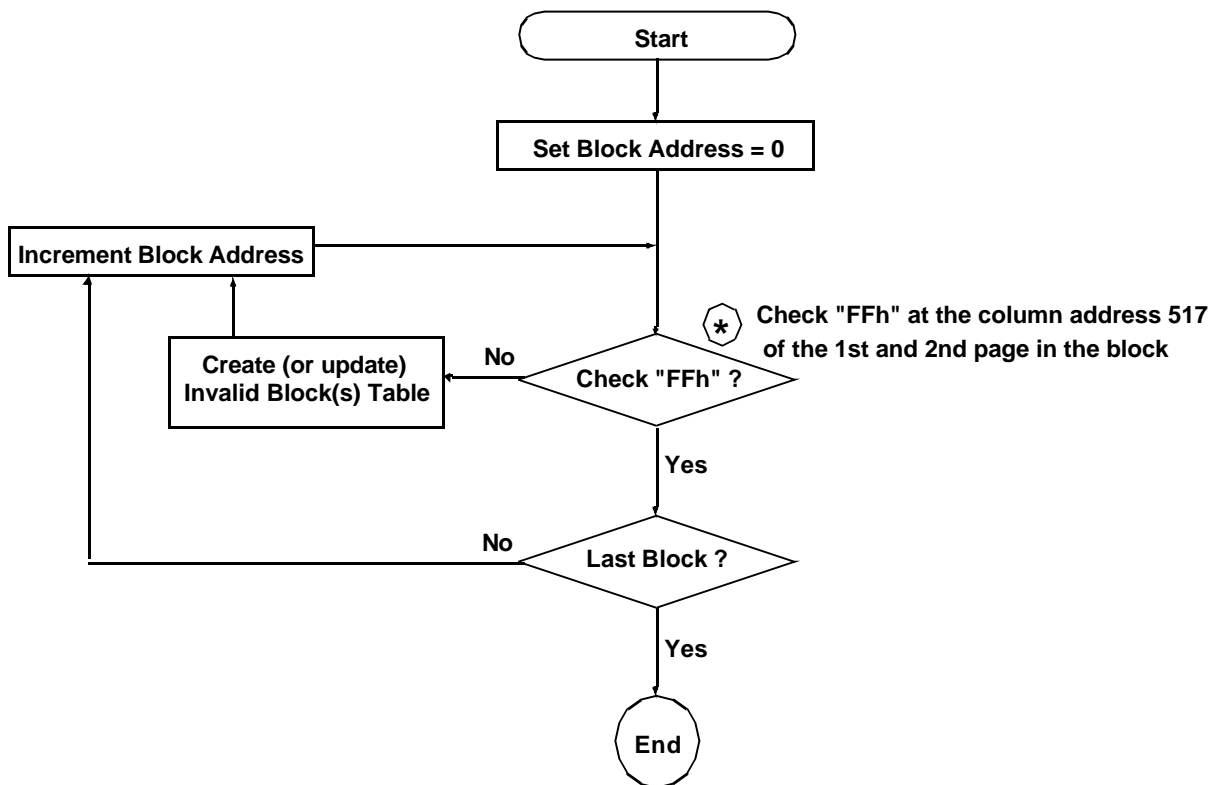 Start
Set Block Address = 0
Increment Block Address
* Check "FFh" at the column address 517
of the 1st and 2nd page in the block
Create (or update)
Invalid Block(s) Table
No
Check "FFh" ?
Yes
No
Last Block ?
Yes
End